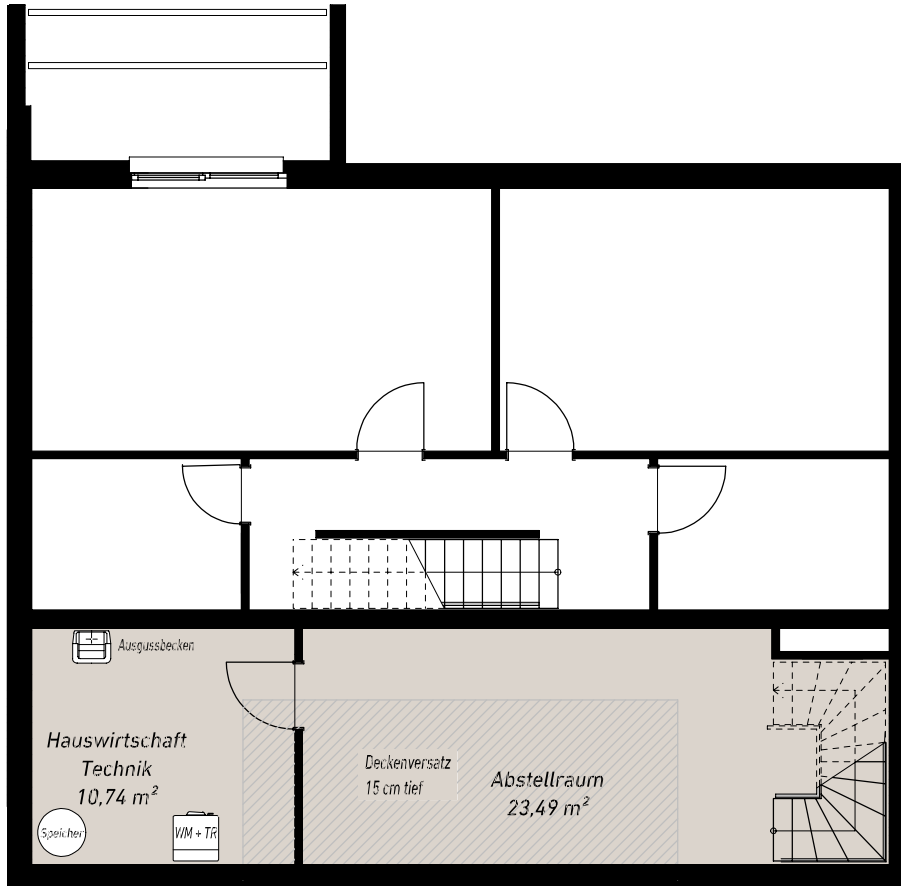 Ausgussbecken
Hauswirtschaft
Technik
10,74 m²
Deckenversatz
15 cm tief
Abstellraum
23,49 m²
Speicher
WM + TR